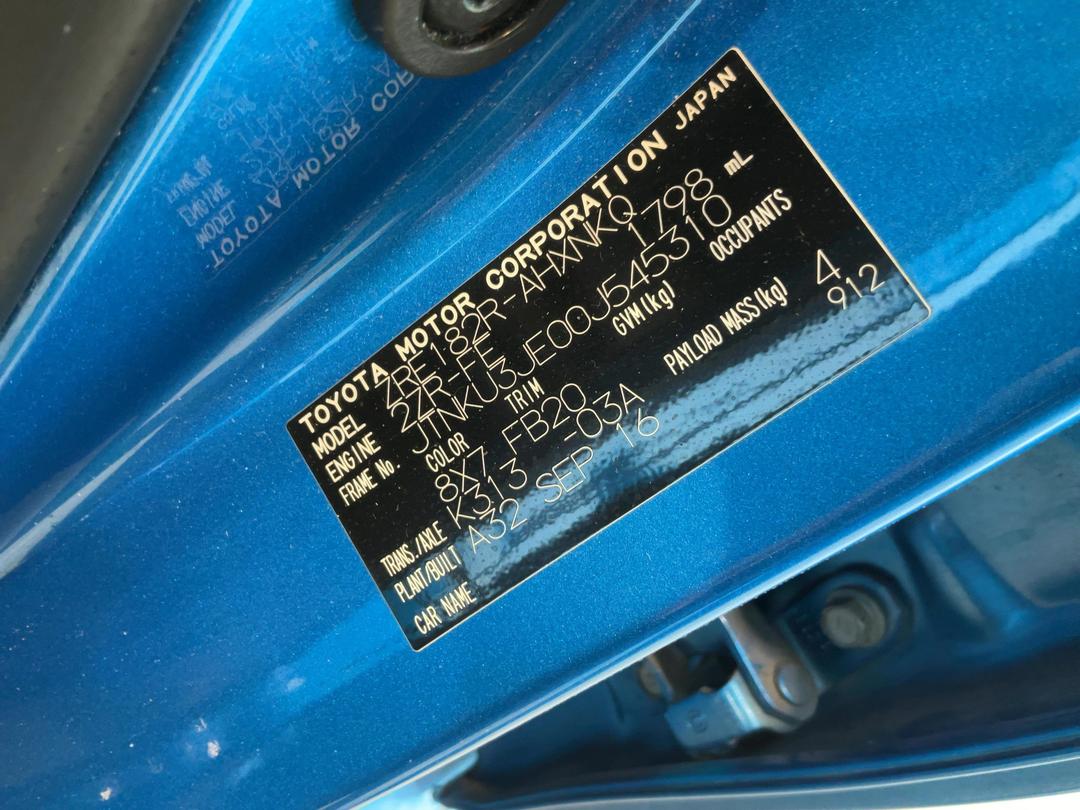 TOYOTA MOTOR CORPORATION JAPAN
MODEL ZRE182R-AHXNKQ
ENGINE 2ZR-FE 1798 mL
FRAME No. JTNKU3JE00J545310
COLOR TRIM GVM(kg) OCCUPANTS
8X7 FB20
TRANS./AXLE K313 -03A PAYLOAD MASS(kg) 4
PLANT/BUILT A32 SEP 16 912
CAR NAME